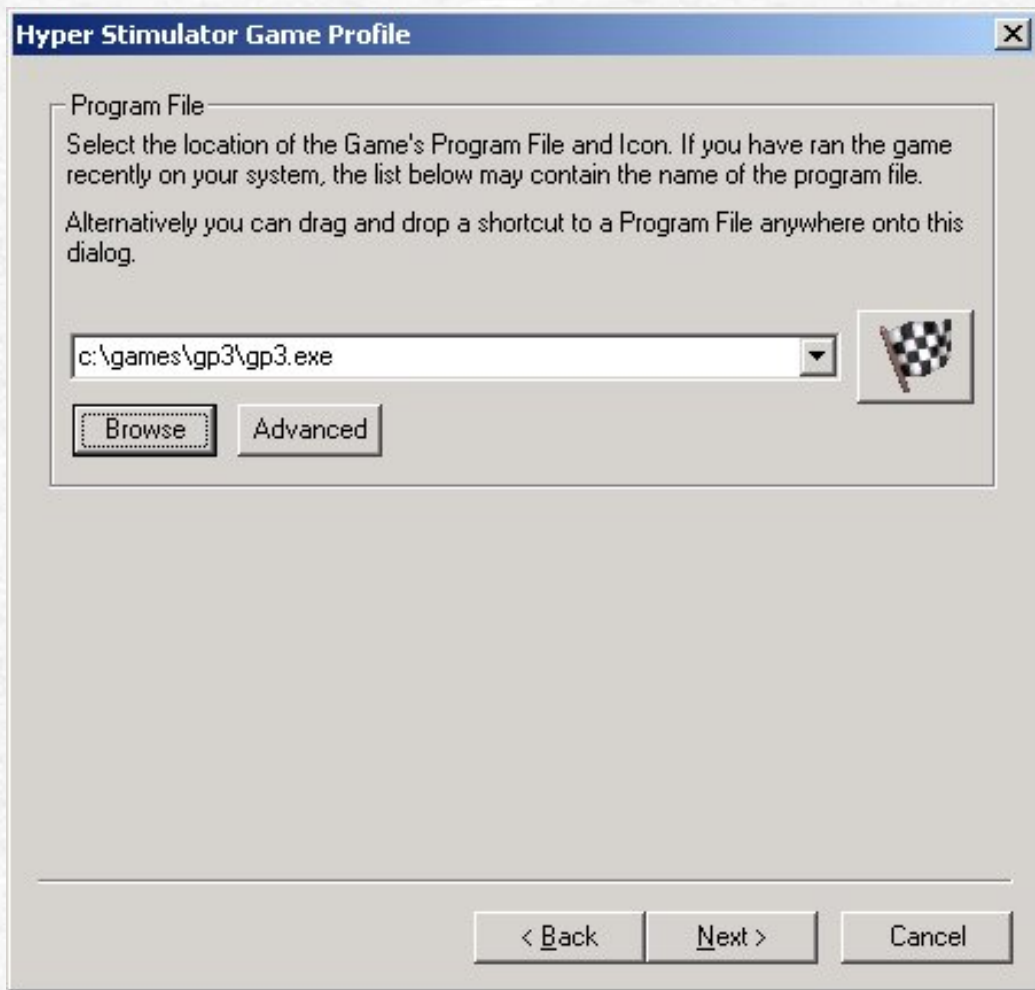 Hyper Stimulator Game Profile
Program File
Select the location of the Game's Program File and Icon. If you have ran the game
recently on your system, the list below may contain the name of the program file.
Alternatively you can drag and drop a shortcut to a Program File anywhere onto this
dialog.
c:\games\gp3\gp3.exe
Browse Advanced
< Back Next > Cancel